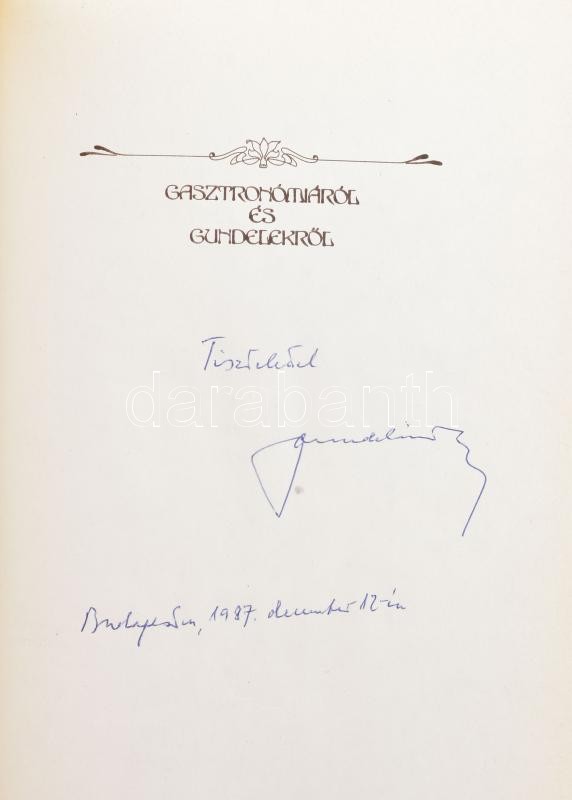 GASZTRONÓMIÁRÓL
ÉS
GUNDELEKRŐL
Tisztelettel
darabanth
Budapesten, 1987. december 12-én